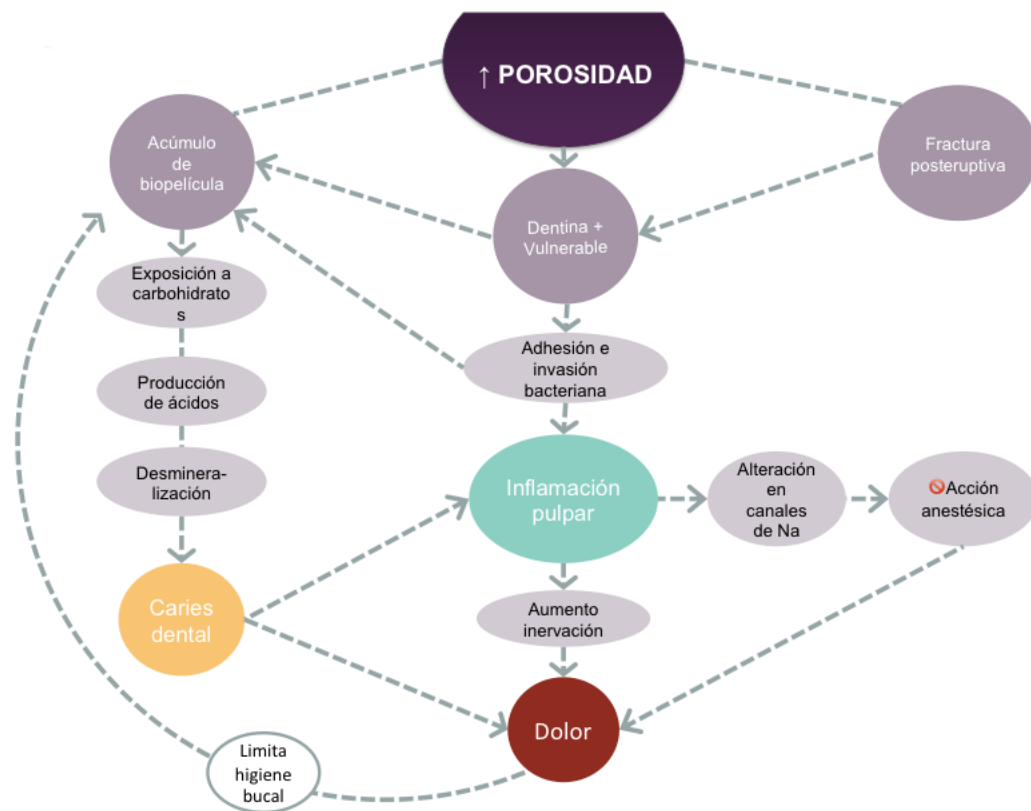 ↑ POROSIDAD
Acúmulo
de
biopelícula
Fractura
posteruptiva
Dentina +
Vulnerable
Exposición a
carbohidrato
s
Adhesión e
invasión
bacteriana
Producción
de ácidos
Desminera-
lización
Inflamación
pulpar
Alteración
en
canales
de Na
🚫Acción
anestésica
Caries
dental
Aumento
inervación
Dolor
Limita
higiene
bucal